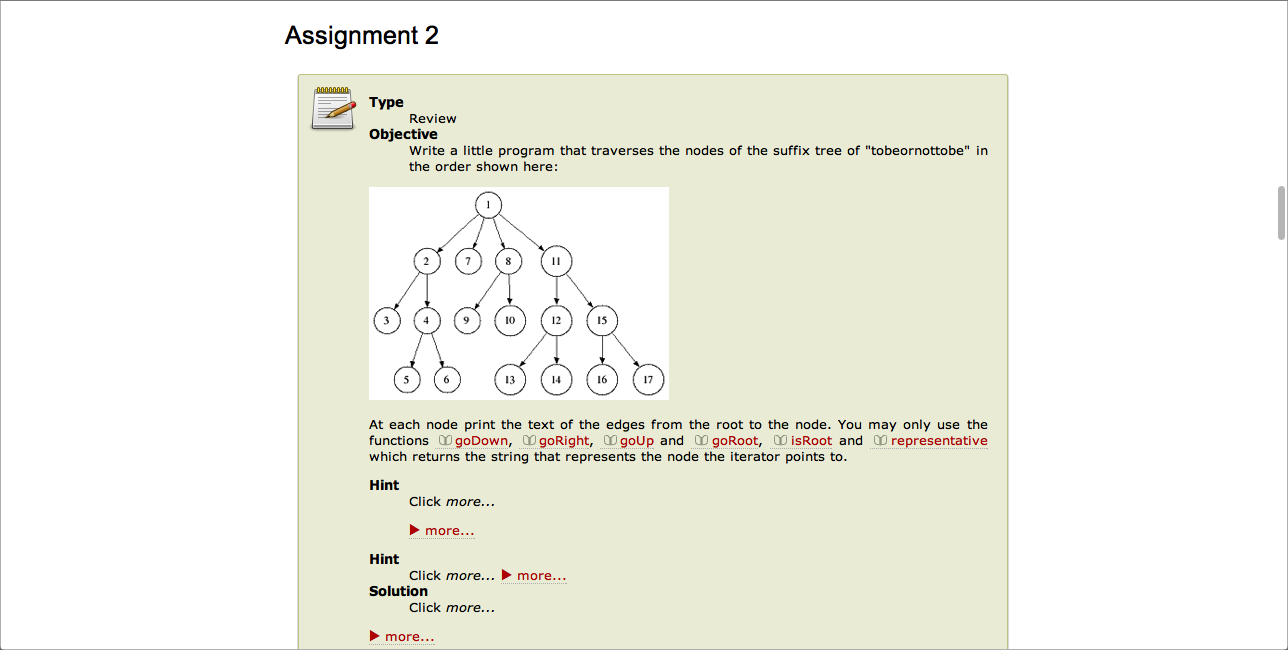 Assignment 2
Type
Review
Objective
Write a little program that traverses the nodes of the suffix tree of "tobeornottobe" in
the order shown here:
1
2 7 8 11
3 4 9 10 12 15
5 6 13 14 16 17
At each node print the text of the edges from the root to the node. You may only use the
functions goDown, goRight, goUp and goRoot, isRoot and representative
which returns the string that represents the node the iterator points to.
Hint
Click more...
more...
Hint
Click more... more...
Solution
Click more...
more...